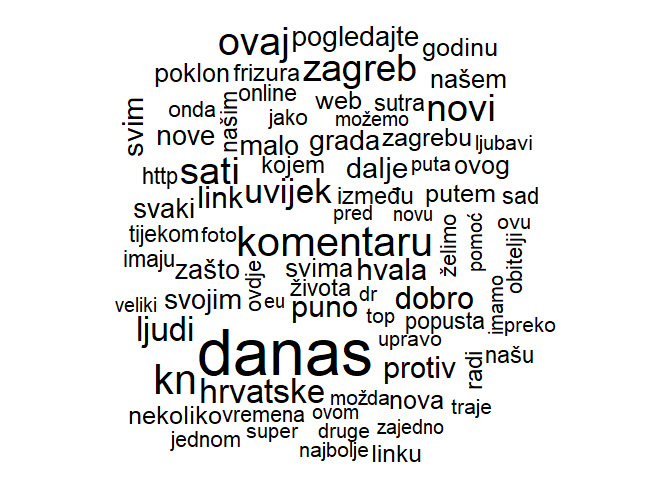 ovaj pogledajte godinu
poklon frizura zagreb našem
svim onda našim online web sutra novi
nove jako možemo
malo grada zagrebu ljubavi
http sati kojem dalje puta ovog
svaki link uvijek između putem sad
pred novu
tijekom foto komentaru želimo pomoć ovu
imaju zašto ovdje svima hvala obitelji
veliki svojim eu života dr dobro imamo
puno top popusta preko
ljudi danas upravo
kn hrvatske protiv radi našu
nekoliko vremena ovom možda nova traje
jednom super druge zajedno
najbolje linku